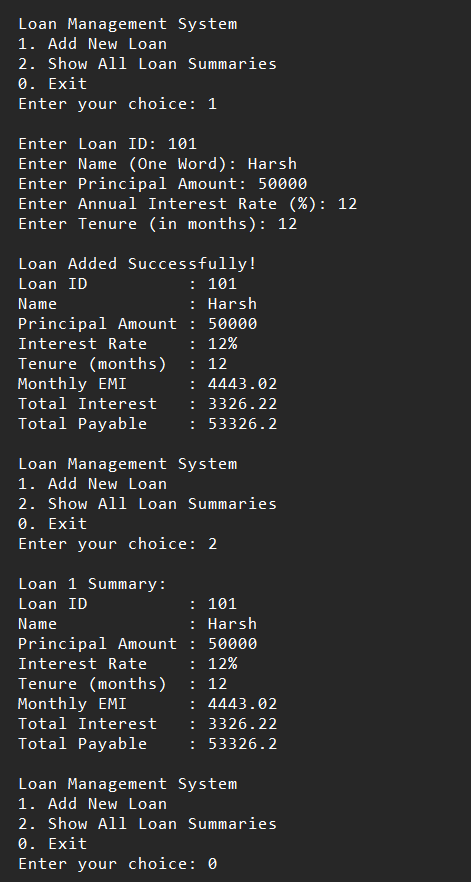 Loan Management System
1. Add New Loan
2. Show All Loan Summaries
0. Exit
Enter your choice: 1
Enter Loan ID: 101
Enter Name (One Word): Harsh
Enter Principal Amount: 50000
Enter Annual Interest Rate (%): 12
Enter Tenure (in months): 12
Loan Added Successfully!
Loan ID          : 101
Name             : Harsh
Principal Amount : 50000
Interest Rate    : 12%
Tenure (months)  : 12
Monthly EMI      : 4443.02
Total Interest   : 3326.22
Total Payable    : 53326.2
Loan Management System
1. Add New Loan
2. Show All Loan Summaries
0. Exit
Enter your choice: 2
Loan 1 Summary:
Loan ID          : 101
Name             : Harsh
Principal Amount : 50000
Interest Rate    : 12%
Tenure (months)  : 12
Monthly EMI      : 4443.02
Total Interest   : 3326.22
Total Payable    : 53326.2
Loan Management System
1. Add New Loan
2. Show All Loan Summaries
0. Exit
Enter your choice: 0